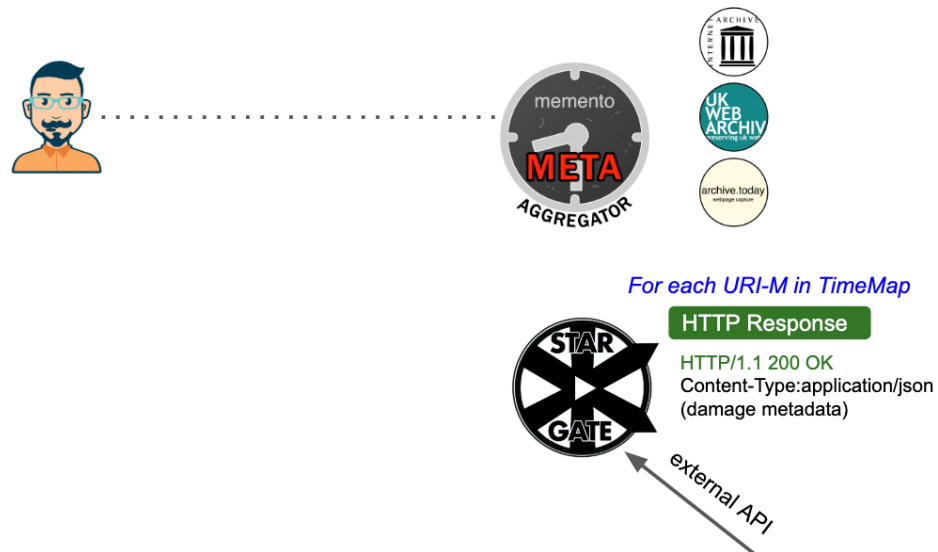 INTERNET ARCHIVE
memento
META
AGGREGATOR
UK
WEB
ARCHIV
reserving uk we
archive.today
webpage capture
For each URI-M in TimeMap
HTTP Response
STAR
GATE
HTTP/1.1 200 OK
Content-Type:application/json
(damage metadata)
external API